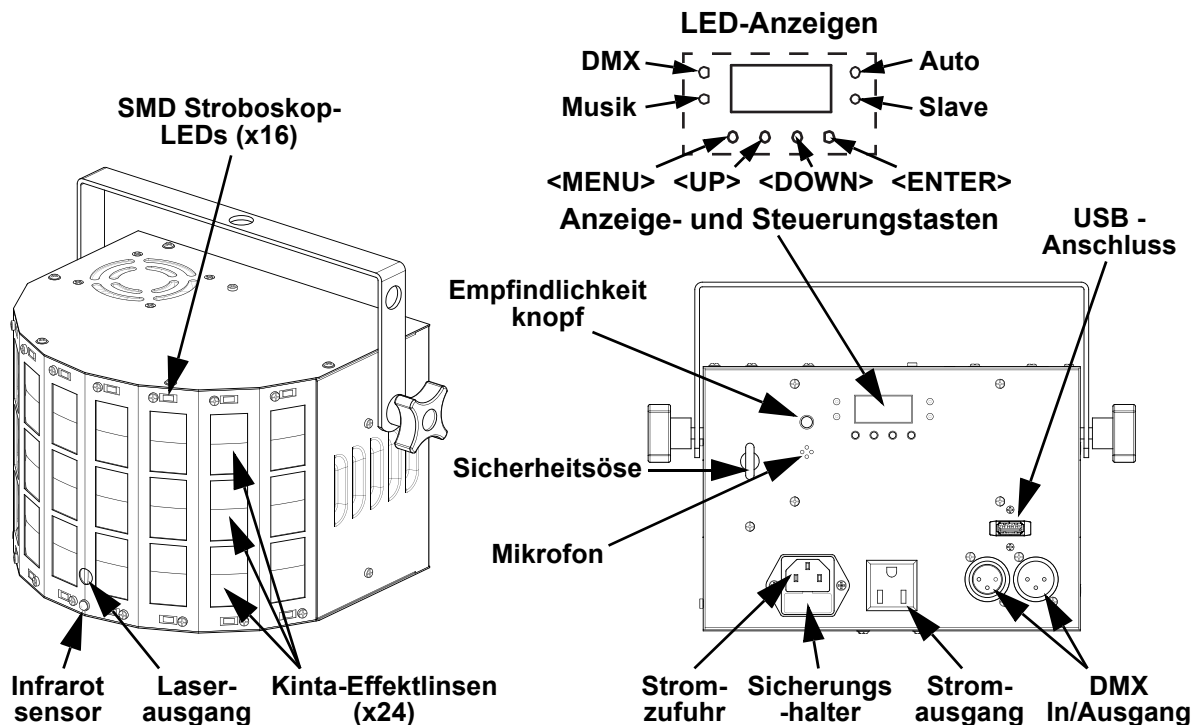 LED-Anzeigen
DMX
Auto
Musik
Slave
<MENU> <UP> <DOWN> <ENTER>
Anzeige- und Steuerungstasten
SMD Stroboskop-
LEDs (x16)
USB -
Anschluss
Empfindlichkeit
knopf
Sicherheitsöse
Mikrofon
Infrarot
sensor
Laser-
ausgang
Kinta-Effektlinsen
(x24)
Strom-
zufuhr
Sicherungs
-halter
Strom-
ausgang
DMX
In/Ausgang